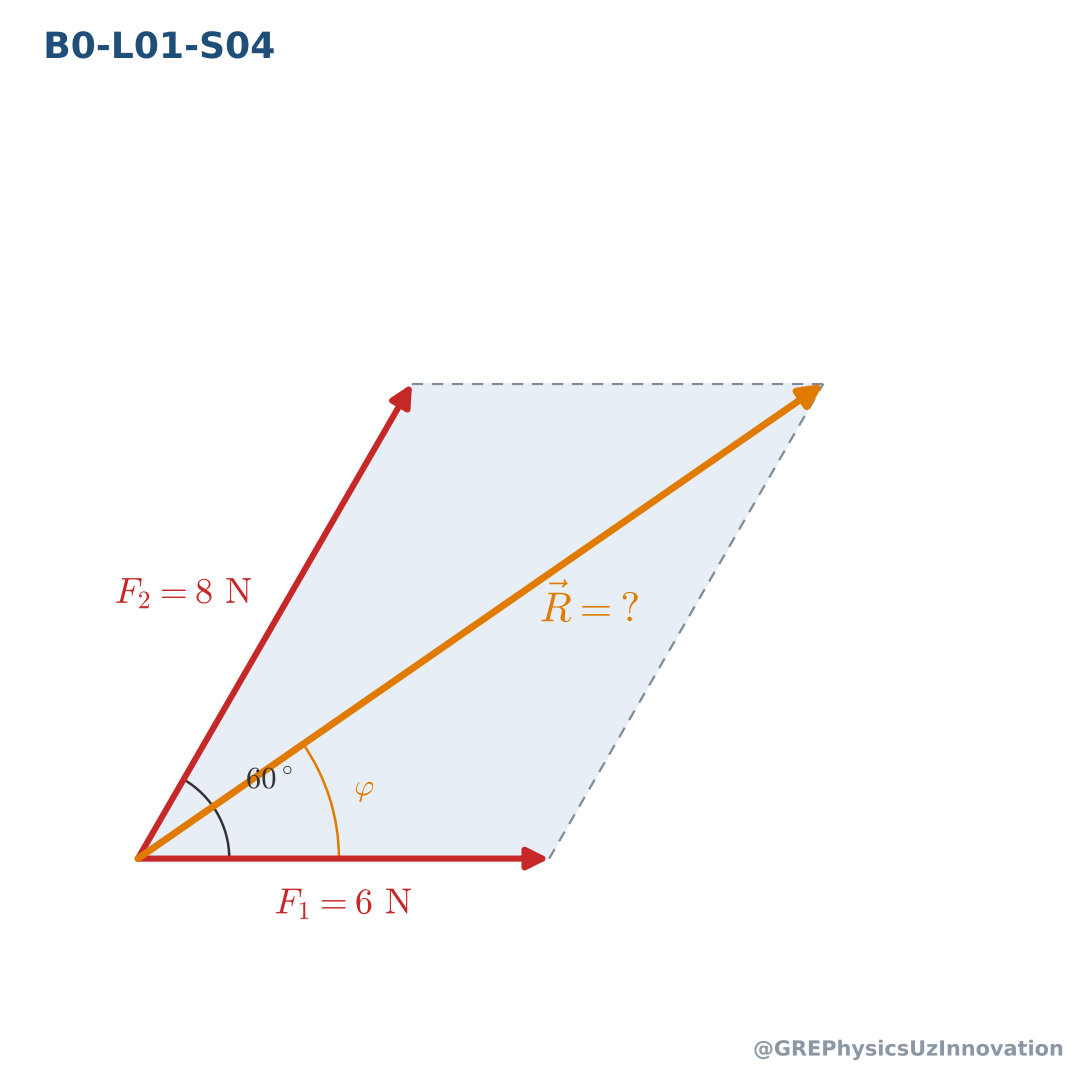 B0-L01-S04
F₂ = 8 N
R⃗ = ?
60°
φ
F₁ = 6 N
@GREPhysicsUzInnovation